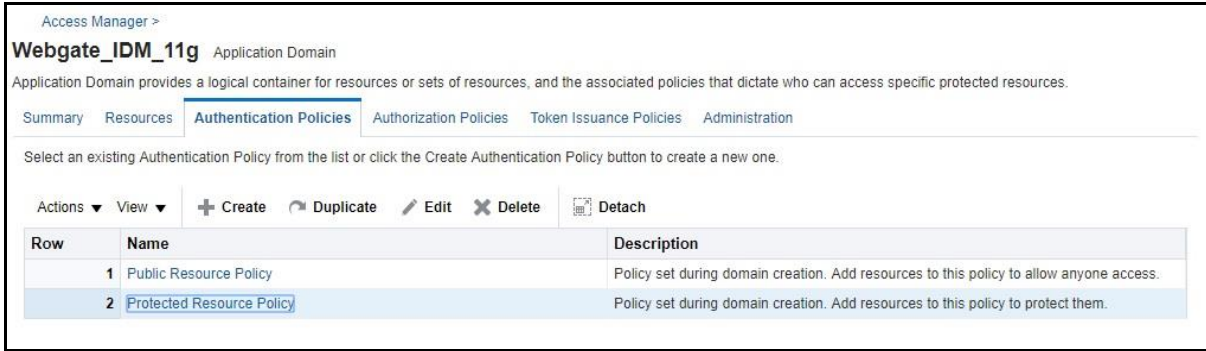 Access Manager >
Webgate_IDM_11g Application Domain
Application Domain provides a logical container for resources or sets of resources, and the associated policies that dictate who can access specific protected resources.
Summary Resources Authentication Policies Authorization Policies Token Issuance Policies Administration
Select an existing Authentication Policy from the list or click the Create Authentication Policy button to create a new one.
Actions View Create Duplicate Edit Delete Detach
Row Name Description
1 Public Resource Policy Policy set during domain creation. Add resources to this policy to allow anyone access.
2 Protected Resource Policy Policy set during domain creation. Add resources to this policy to protect them.